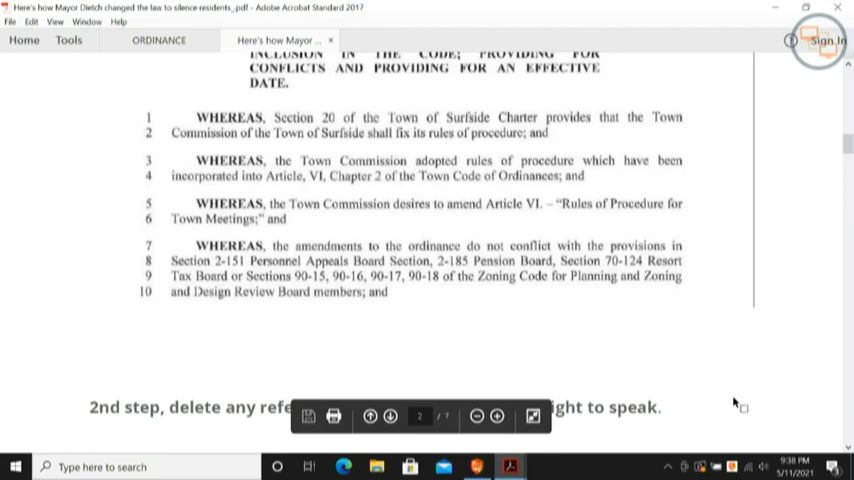 Here's how Mayor Dietch changed the law to silence residents_.pdf - Adobe Acrobat Standard 2017
File Edit View Window Help
Home Tools ORDINANCE Here's how Mayor ... × Sign In
INCLUSION IN THE CODE; PROVIDING FOR
CONFLICTS AND PROVIDING FOR AN EFFECTIVE
DATE.
1 WHEREAS, Section 20 of the Town of Surfside Charter provides that the Town
2 Commission of the Town of Surfside shall fix its rules of procedure; and
3 WHEREAS, the Town Commission adopted rules of procedure which have been
4 incorporated into Article, VI, Chapter 2 of the Town Code of Ordinances; and
5 WHEREAS, the Town Commission desires to amend Article VI. – “Rules of Procedure for
6 Town Meetings;” and
7 WHEREAS, the amendments to the ordinance do not conflict with the provisions in
8 Section 2-151 Personnel Appeals Board Section, 2-185 Pension Board, Section 70-124 Resort
9 Tax Board or Sections 90-15, 90-16, 90-17, 90-18 of the Zoning Code for Planning and Zoning
10 and Design Review Board members; and
2nd step, delete any refe ight to speak.
2 / 7
Type here to search
9:38 PM
5/11/2021